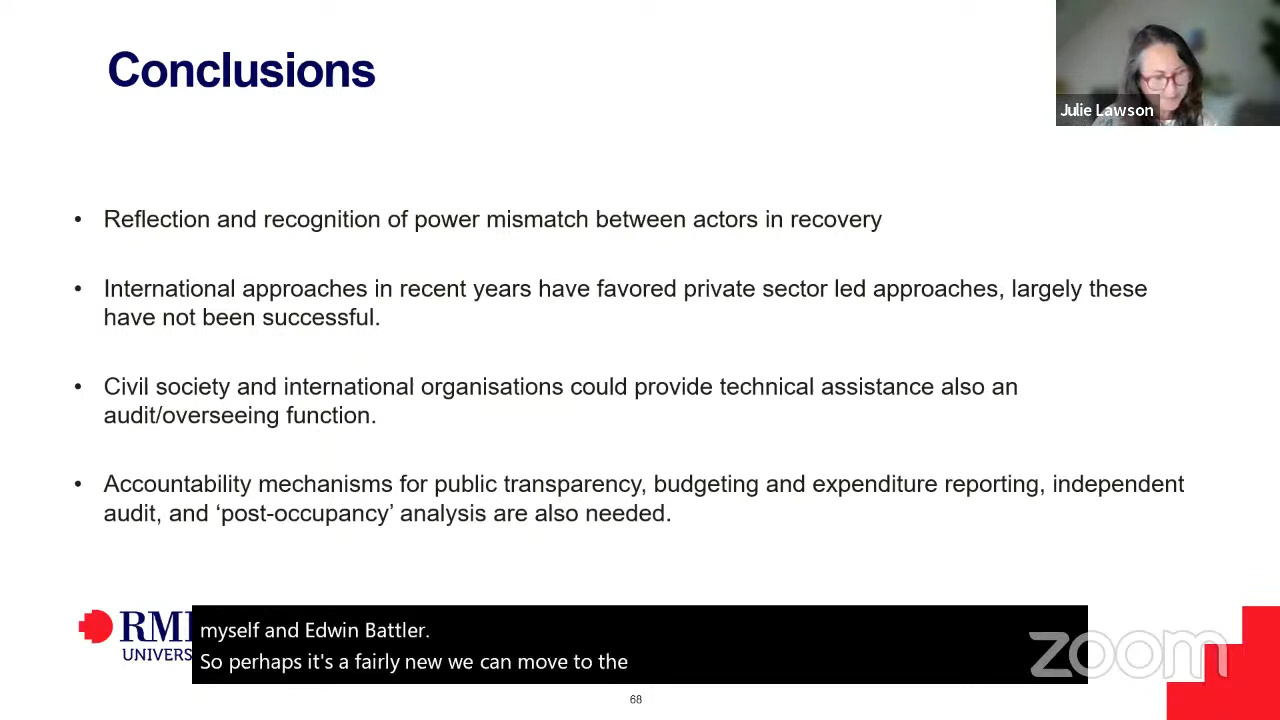 Conclusions
Julie Lawson
• Reflection and recognition of power mismatch between actors in recovery
• International approaches in recent years have favored private sector led approaches, largely these
have not been successful.
• Civil society and international organisations could provide technical assistance also an
audit/overseeing function.
• Accountability mechanisms for public transparency, budgeting and expenditure reporting, independent
audit, and ‘post-occupancy’ analysis are also needed.
RMI
UNIVERS
myself and Edwin Battler.
So perhaps it's a fairly new we can move to the
zoom
68